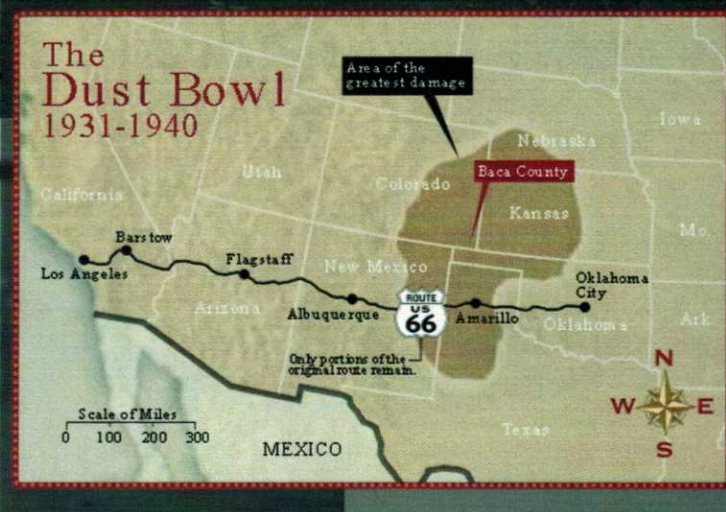 The
Dust Bowl
1931-1940
Area of the
greatest damage
Nebraska
Iowa
Baca County
Utah
Colorado
California
Kansas
Mo.
Barstow
Los Angeles
Flagstaff
New Mexico
Oklahoma
City
Arizona
Albuquerque
ROUTE
US
66
Amarillo
Oklahoma
Ark
Only portions of the
original route remain.
N
W
E
S
Scale of Miles
0 100 200 300
MEXICO
Texas